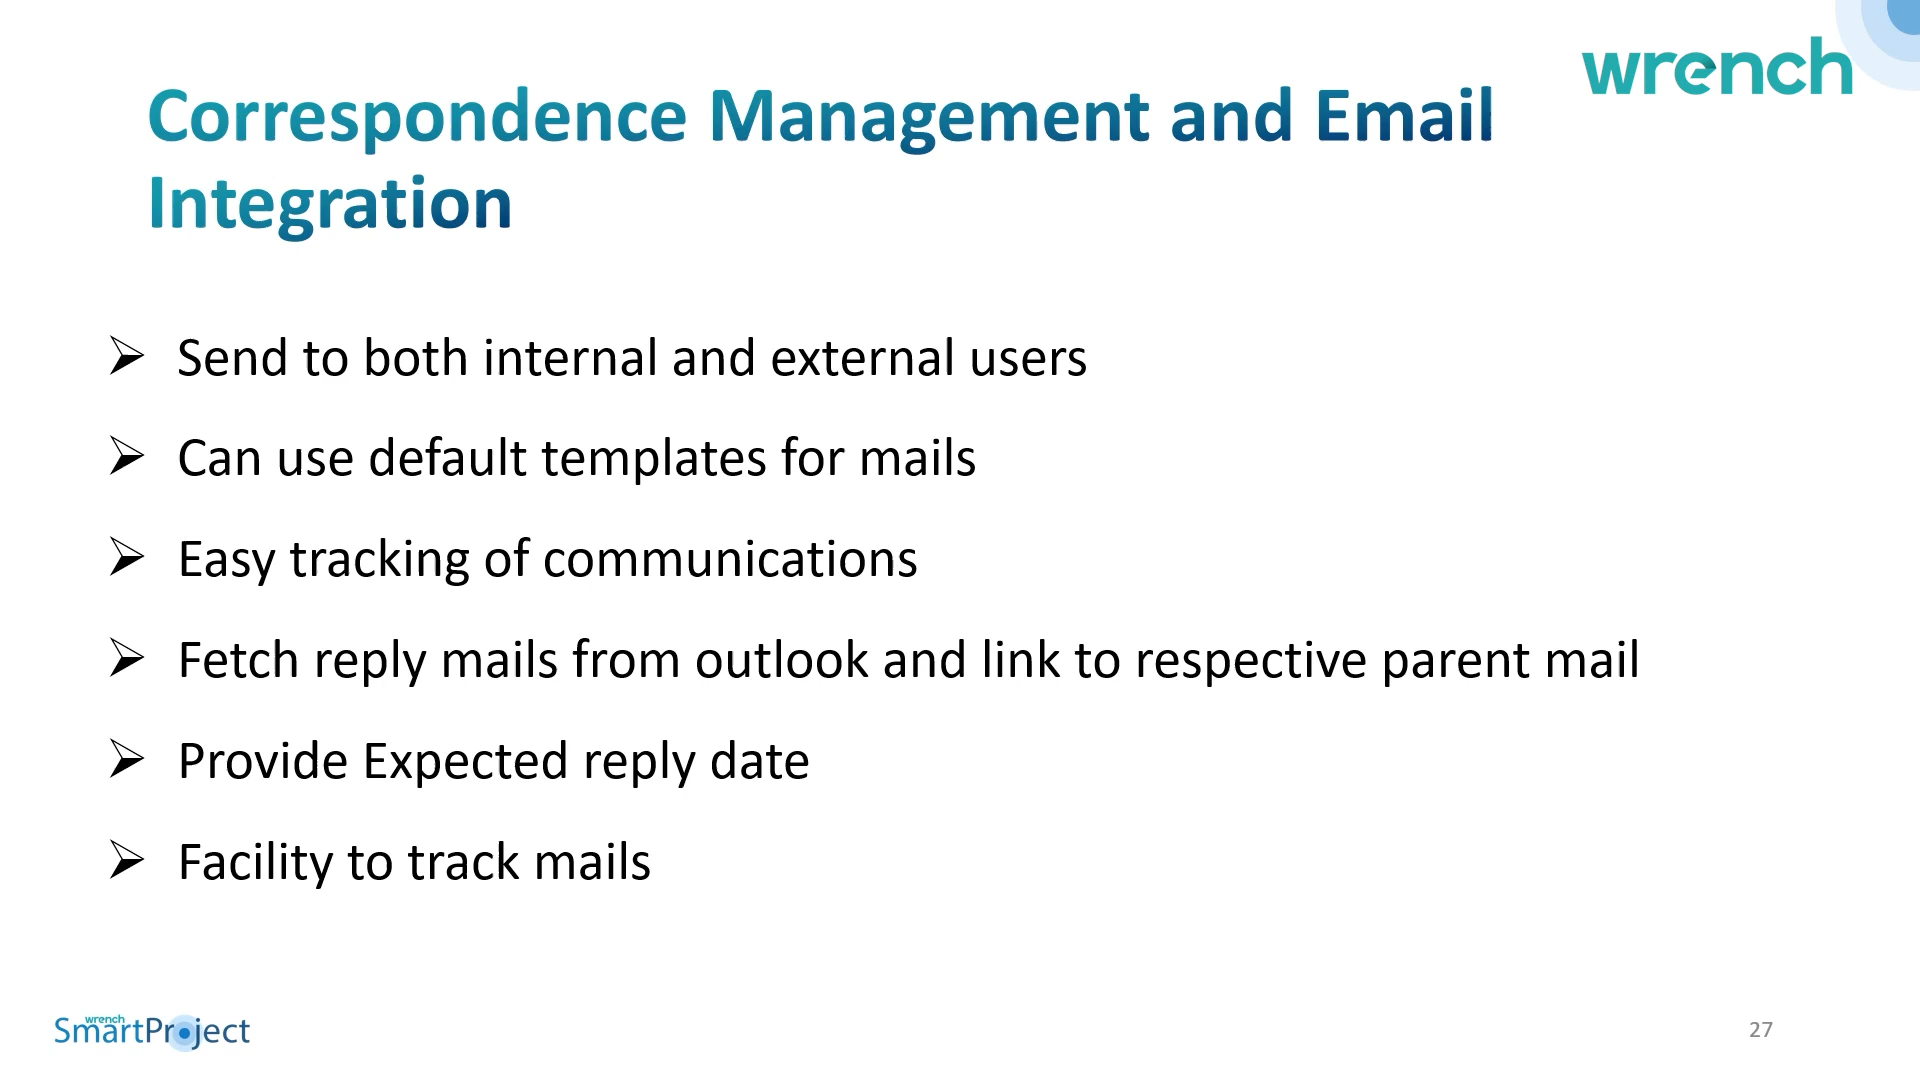 wrench
Correspondence Management and Email
Integration
➢ Send to both internal and external users
➢ Can use default templates for mails
➢ Easy tracking of communications
➢ Fetch reply mails from outlook and link to respective parent mail
➢ Provide Expected reply date
➢ Facility to track mails
wrench
SmartProject
27